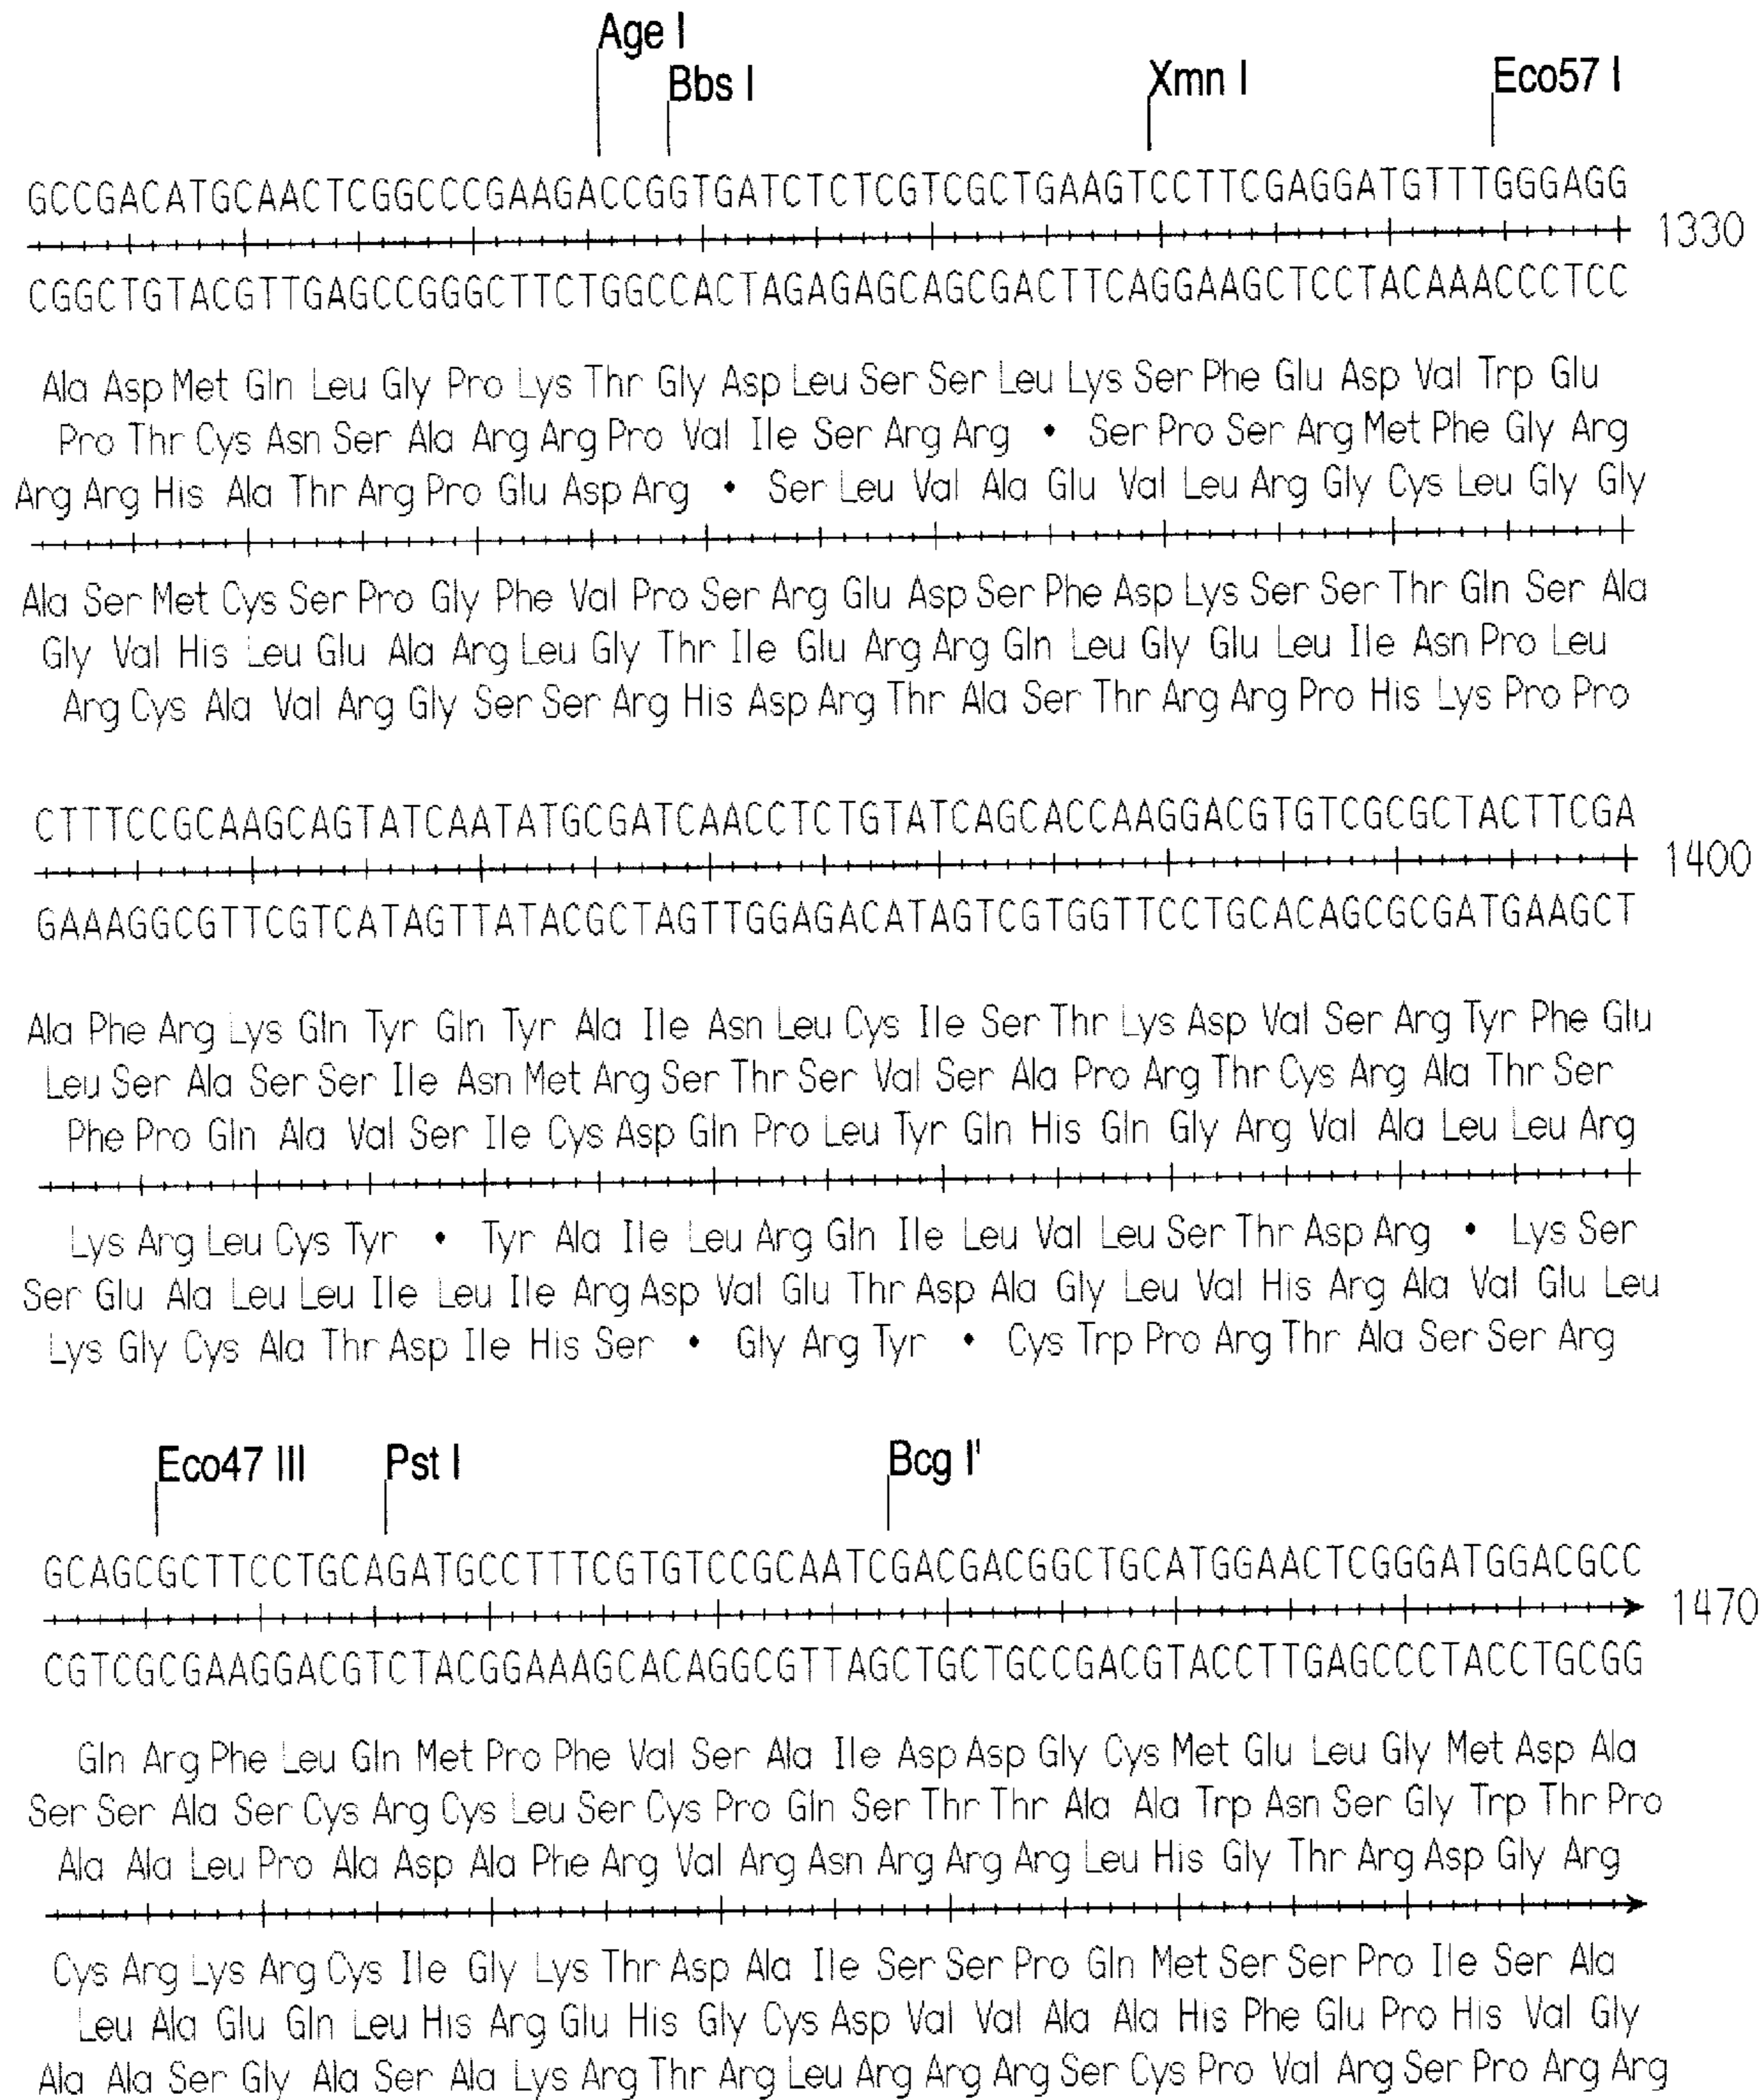 Age I
Bbs I
Xmn I
Eco57 I
GCCGACATGCAACTCGGCCCGAAGACCGGTGATCTCTCGTCGCTGAAGTCCTTCGAGGATGTTTGGGAGG
1330
CGGCTGTACGTTGAGCCGGGCTTCTGGCCACTAGAGAGCAGCGACTTCAGGAAGCTCCTACAAACCCTCC
Ala Asp Met Gln Leu Gly Pro Lys Thr Gly Asp Leu Ser Ser Leu Lys Ser Phe Glu Asp Val Trp Glu
Pro Thr Cys Asn Ser Ala Arg Arg Pro Val Ile Ser Arg Arg • Ser Pro Ser Arg Met Phe Gly Arg
Arg Arg His Ala Thr Arg Pro Glu Asp Arg • Ser Leu Val Ala Glu Val Leu Arg Gly Cys Leu Gly Gly
Ala Ser Met Cys Ser Pro Gly Phe Val Pro Ser Arg Glu Asp Ser Phe Asp Lys Ser Ser Thr Gln Ser Ala
Gly Val His Leu Glu Ala Arg Leu Gly Thr Ile Glu Arg Arg Gln Leu Gly Glu Leu Ile Asn Pro Leu
Arg Cys Ala Val Arg Gly Ser Ser Arg His Asp Arg Thr Ala Ser Thr Arg Arg Pro His Lys Pro Pro
CTTTCCGCAAGCAGTATCAATATGCGATCAACCTCTGTATCAGCACCAAGGACGTGTCGCGCTACTTCGA
1400
GAAAGGCGTTCGTCATAGTTATACGCTAGTTGGAGACATAGTCGTGGTTCCTGCACAGCGCGATGAAGCT
Ala Phe Arg Lys Gln Tyr Gln Tyr Ala Ile Asn Leu Cys Ile Ser Thr Lys Asp Val Ser Arg Tyr Phe Glu
Leu Ser Ala Ser Ser Ile Asn Met Arg Ser Thr Ser Val Ser Ala Pro Arg Thr Cys Arg Ala Thr Ser
Phe Pro Gln Ala Val Ser Ile Cys Asp Gln Pro Leu Tyr Gln His Gln Gly Arg Val Ala Leu Leu Arg
Lys Arg Leu Cys Tyr • Tyr Ala Ile Leu Arg Gln Ile Leu Val Leu Ser Thr Asp Arg • Lys Ser
Ser Glu Ala Leu Leu Ile Leu Ile Arg Asp Val Glu Thr Asp Ala Gly Leu Val His Arg Ala Val Glu Leu
Lys Gly Cys Ala Thr Asp Ile His Ser • Gly Arg Tyr • Cys Trp Pro Arg Thr Ala Ser Ser Arg
Eco47 III
Pst I
Bcg I'
GCAGCGCTTCCTGCAGATGCCTTTCGTGTCCGCAATCGACGACGGCTGCATGGAACTCGGGATGGACGCC
1470
CGTCGCGAAGGACGTCTACGGAAAGCACAGGCGTTAGCTGCTGCCGACGTACCTTGAGCCCTACCTGCGG
Gln Arg Phe Leu Gln Met Pro Phe Val Ser Ala Ile Asp Asp Gly Cys Met Glu Leu Gly Met Asp Ala
Ser Ser Ala Ser Cys Arg Cys Leu Ser Cys Pro Gln Ser Thr Thr Ala Ala Trp Asn Ser Gly Trp Thr Pro
Ala Ala Leu Pro Ala Asp Ala Phe Arg Val Arg Asn Arg Arg Arg Leu His Gly Thr Arg Asp Gly Arg
Cys Arg Lys Arg Cys Ile Gly Lys Thr Asp Ala Ile Ser Ser Pro Gln Met Ser Ser Pro Ile Ser Ala
Leu Ala Glu Gln Leu His Arg Glu His Gly Cys Asp Val Val Ala Ala His Phe Glu Pro His Val Gly
Ala Ala Ser Gly Ala Ser Ala Lys Arg Thr Arg Leu Arg Arg Arg Ser Cys Pro Val Arg Ser Pro Arg Arg